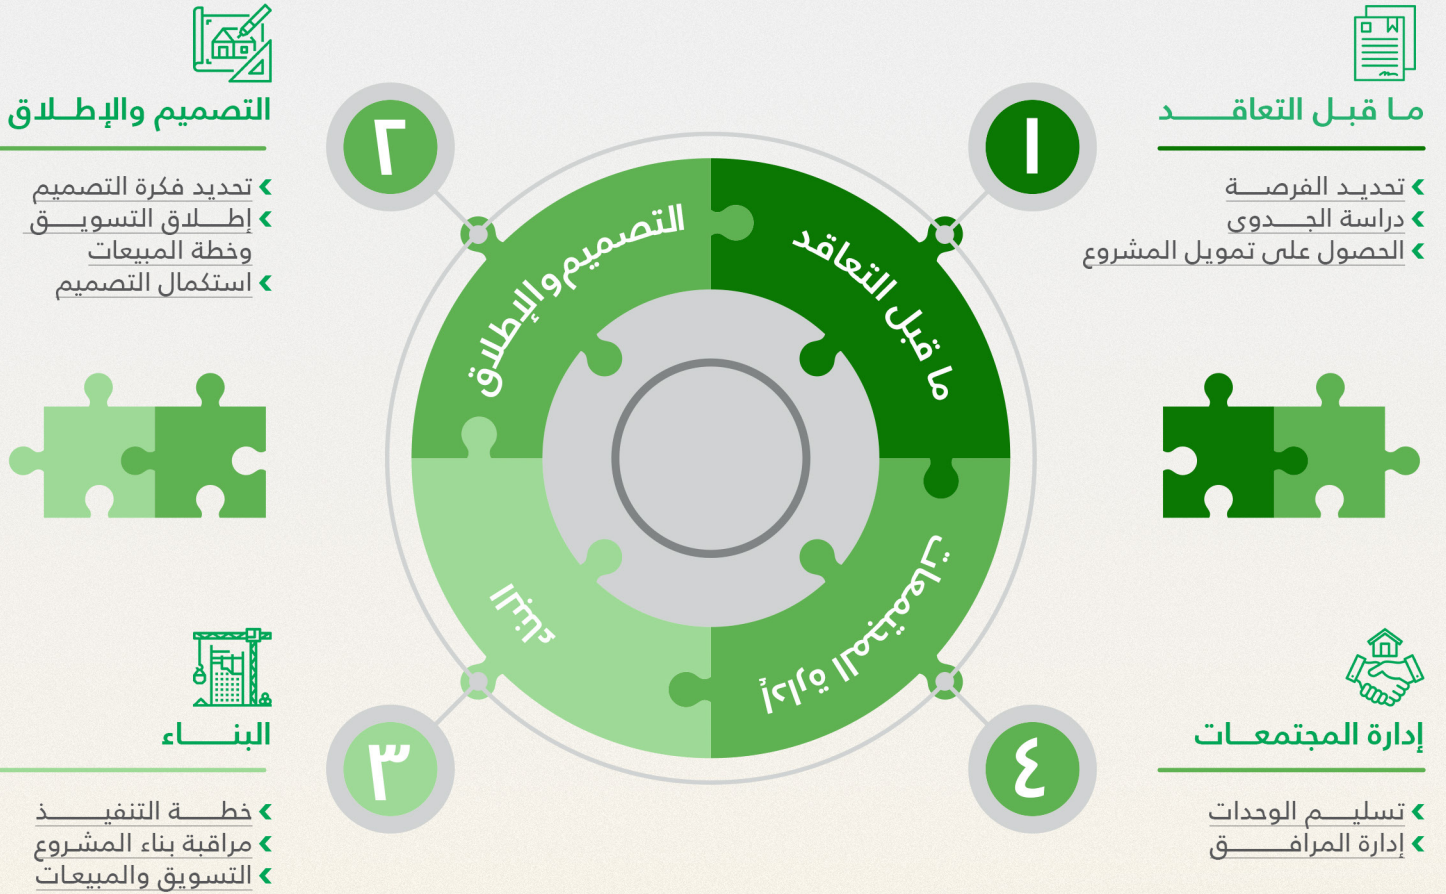 ما قبل التعاقد
تحديد الفرصة
دراسة الجدوى
الحصول على تمويل المشروع
١
٢
التصميم والإطلاق
تحديد فكرة التصميم
إطلاق التسويق
وخطة المبيعات
استكمال التصميم
ما قبل التعاقد
التصميم والإطلاق
البناء
أدارة المجتمعات
البناء
خطة التنفيذ
مراقبة بناء المشروع
التسويق والمبيعات
٣
٤
إدارة المجتمعات
تسليم الوحدات
إدارة المرافق